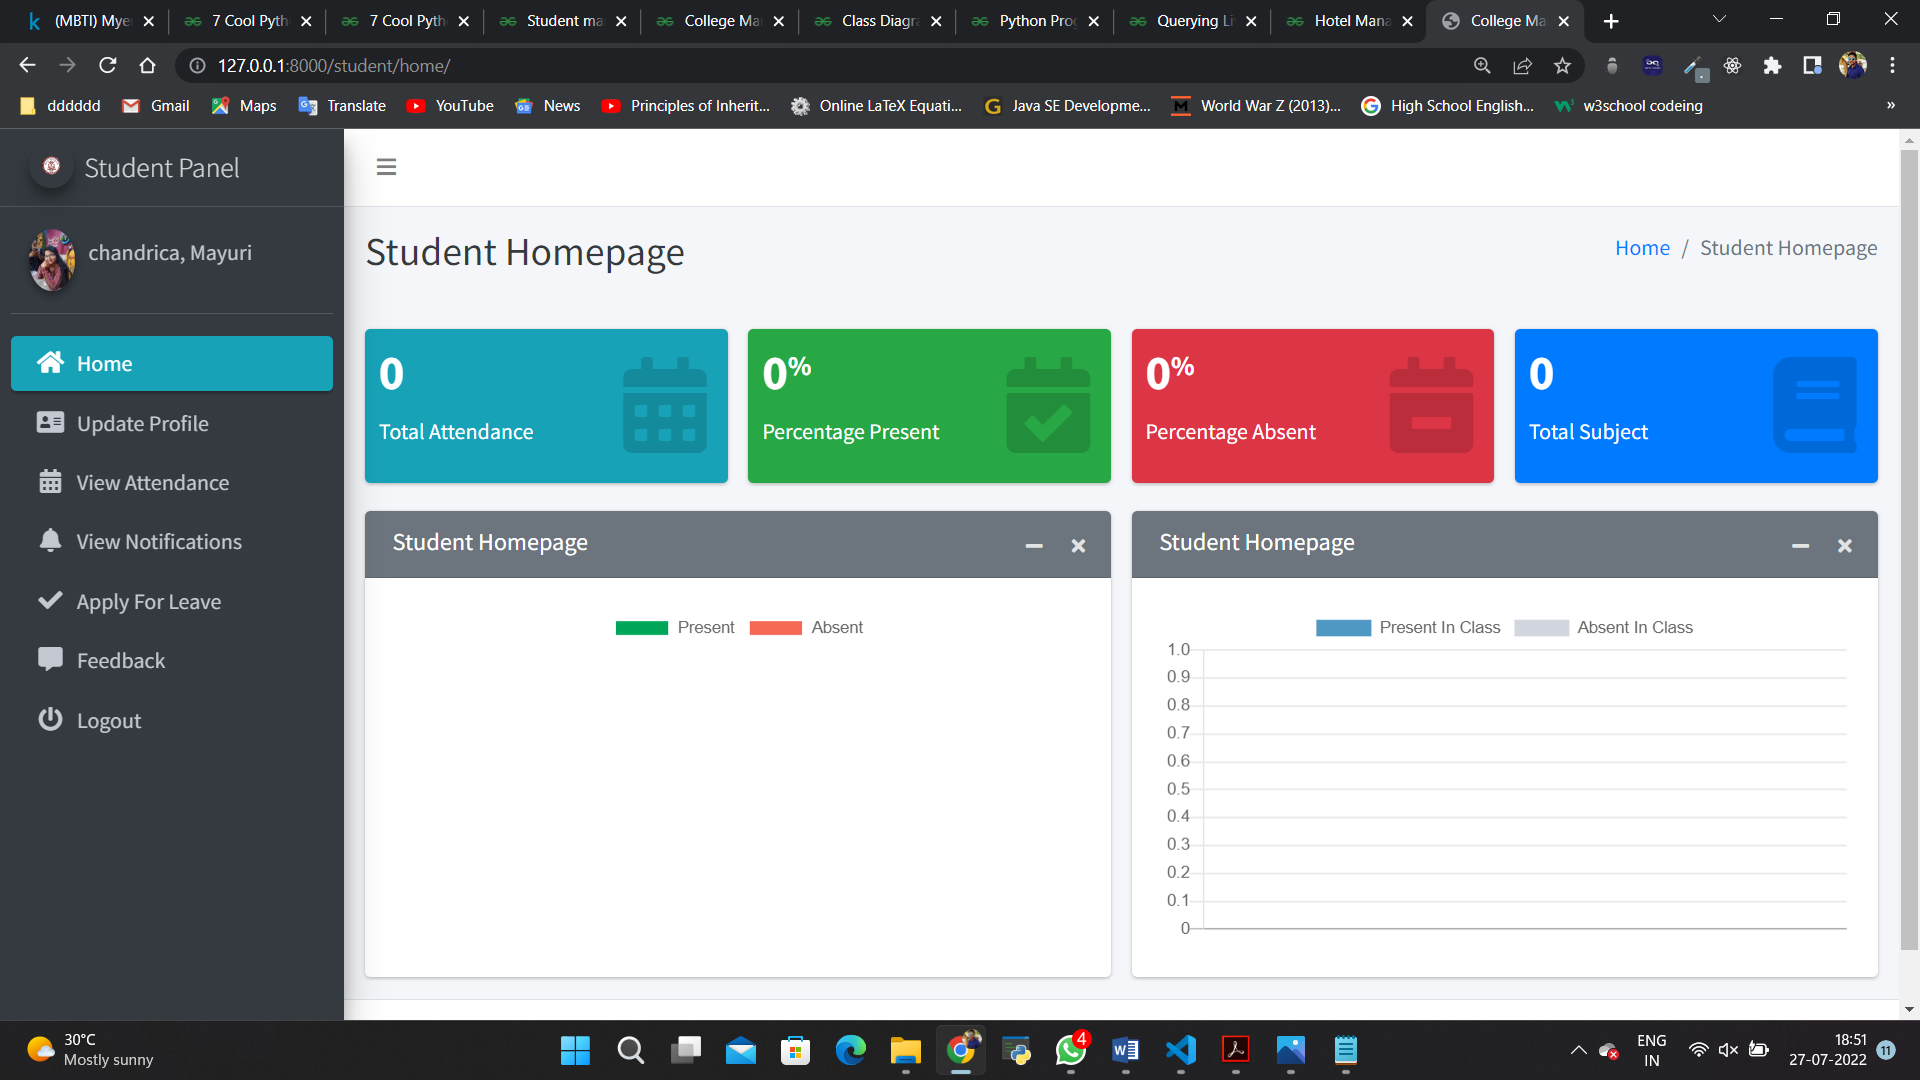 (MBTI) Mye
7 Cool Pyth
7 Cool Pyth
Student ma
College Ma
Class Diagra
Python Pro
Querying Li
Hotel Mana
College Ma
127.0.0.1:8000/student/home/
dddddd
Gmail
Maps
Translate
YouTube
News
Principles of Inherit...
Online LaTeX Equati...
Java SE Developme...
World War Z (2013)...
High School English...
w3school codeing
»
Student Panel
chandrica, Mayuri
Home
Update Profile
View Attendance
View Notifications
Apply For Leave
Feedback
Logout
Student Homepage
Home / Student Homepage
0
Total Attendance
0%
Percentage Present
0%
Percentage Absent
0
Total Subject
Student Homepage
Present
Absent
Student Homepage
Present In Class
Absent In Class
1.0
0.9
0.8
0.7
0.6
0.5
0.4
0.3
0.2
0.1
0
30°C
Mostly sunny
4
ENG
IN
18:51
27-07-2022
11